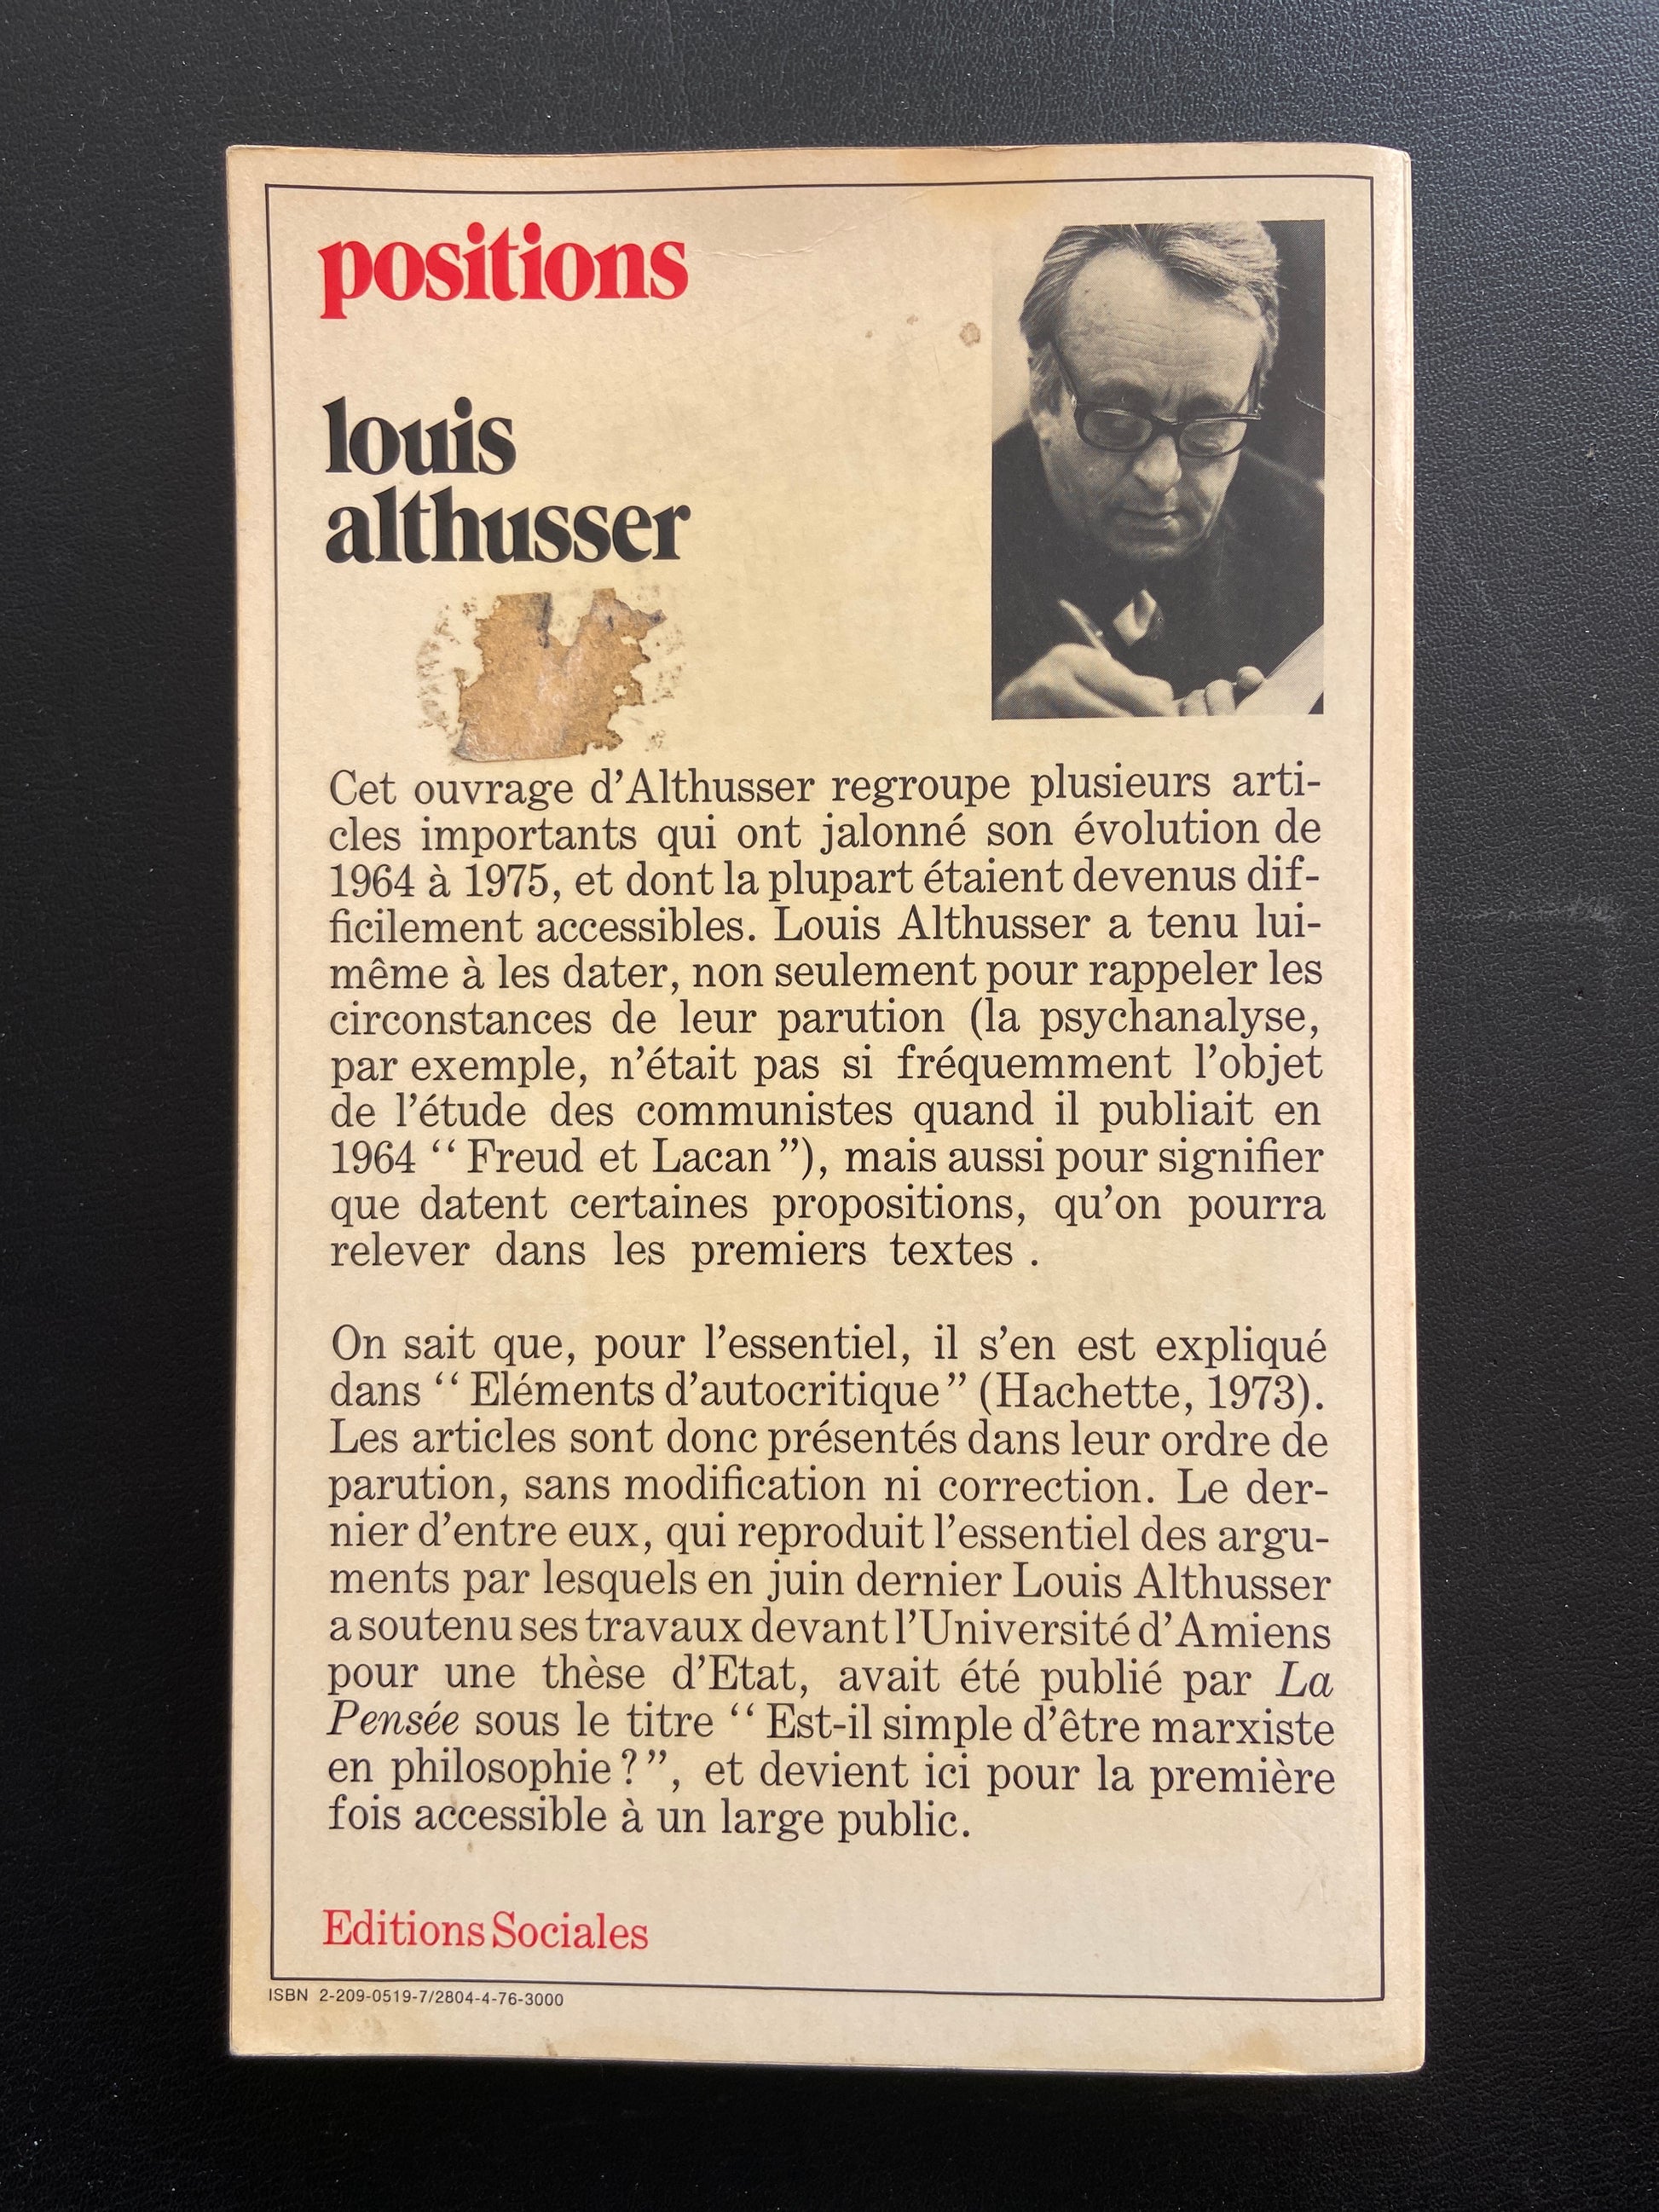 positions
louis
althusser
Cet ouvrage d’Althusser regroupe plusieurs arti-
cles importants qui ont jalonné son évolution de
1964 à 1975, et dont la plupart étaient devenus dif-
ficilement accessibles. Louis Althusser a tenu lui-
même à les dater, non seulement pour rappeler les
circonstances de leur parution (la psychanalyse,
par exemple, n’était pas si fréquemment l’objet
de l’étude des communistes quand il publiait en
1964 ‘‘ Freud et Lacan ”), mais aussi pour signifier
que datent certaines propositions, qu’on pourra
relever dans les premiers textes .
On sait que, pour l’essentiel, il s’en est expliqué
dans ‘‘ Eléments d’autocritique ” (Hachette, 1973).
Les articles sont donc présentés dans leur ordre de
parution, sans modification ni correction. Le der-
nier d’entre eux, qui reproduit l’essentiel des argu-
ments par lesquels en juin dernier Louis Althusser
a soutenu ses travaux devant l’Université d’Amiens
pour une thèse d’Etat, avait été publié par La
Pensée sous le titre ‘‘ Est-il simple d’être marxiste
en philosophie ? ”, et devient ici pour la première
fois accessible à un large public.
Editions Sociales
ISBN 2-209-0519-7/2804-4-76-3000